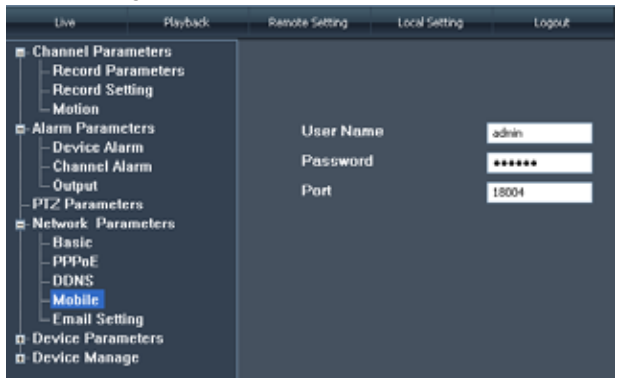 Live Playback Remote Setting Local Setting Logout
Channel Parameters
Record Parameters
Record Setting
Motion
Alarm Parameters
Device Alarm
Channel Alarm
Output
PTZ Parameters
Network Parameters
Basic
PPPoE
DDNS
Mobile
Email Setting
Device Parameters
Device Manage
User Name admin
Password ••••••
Port 18004